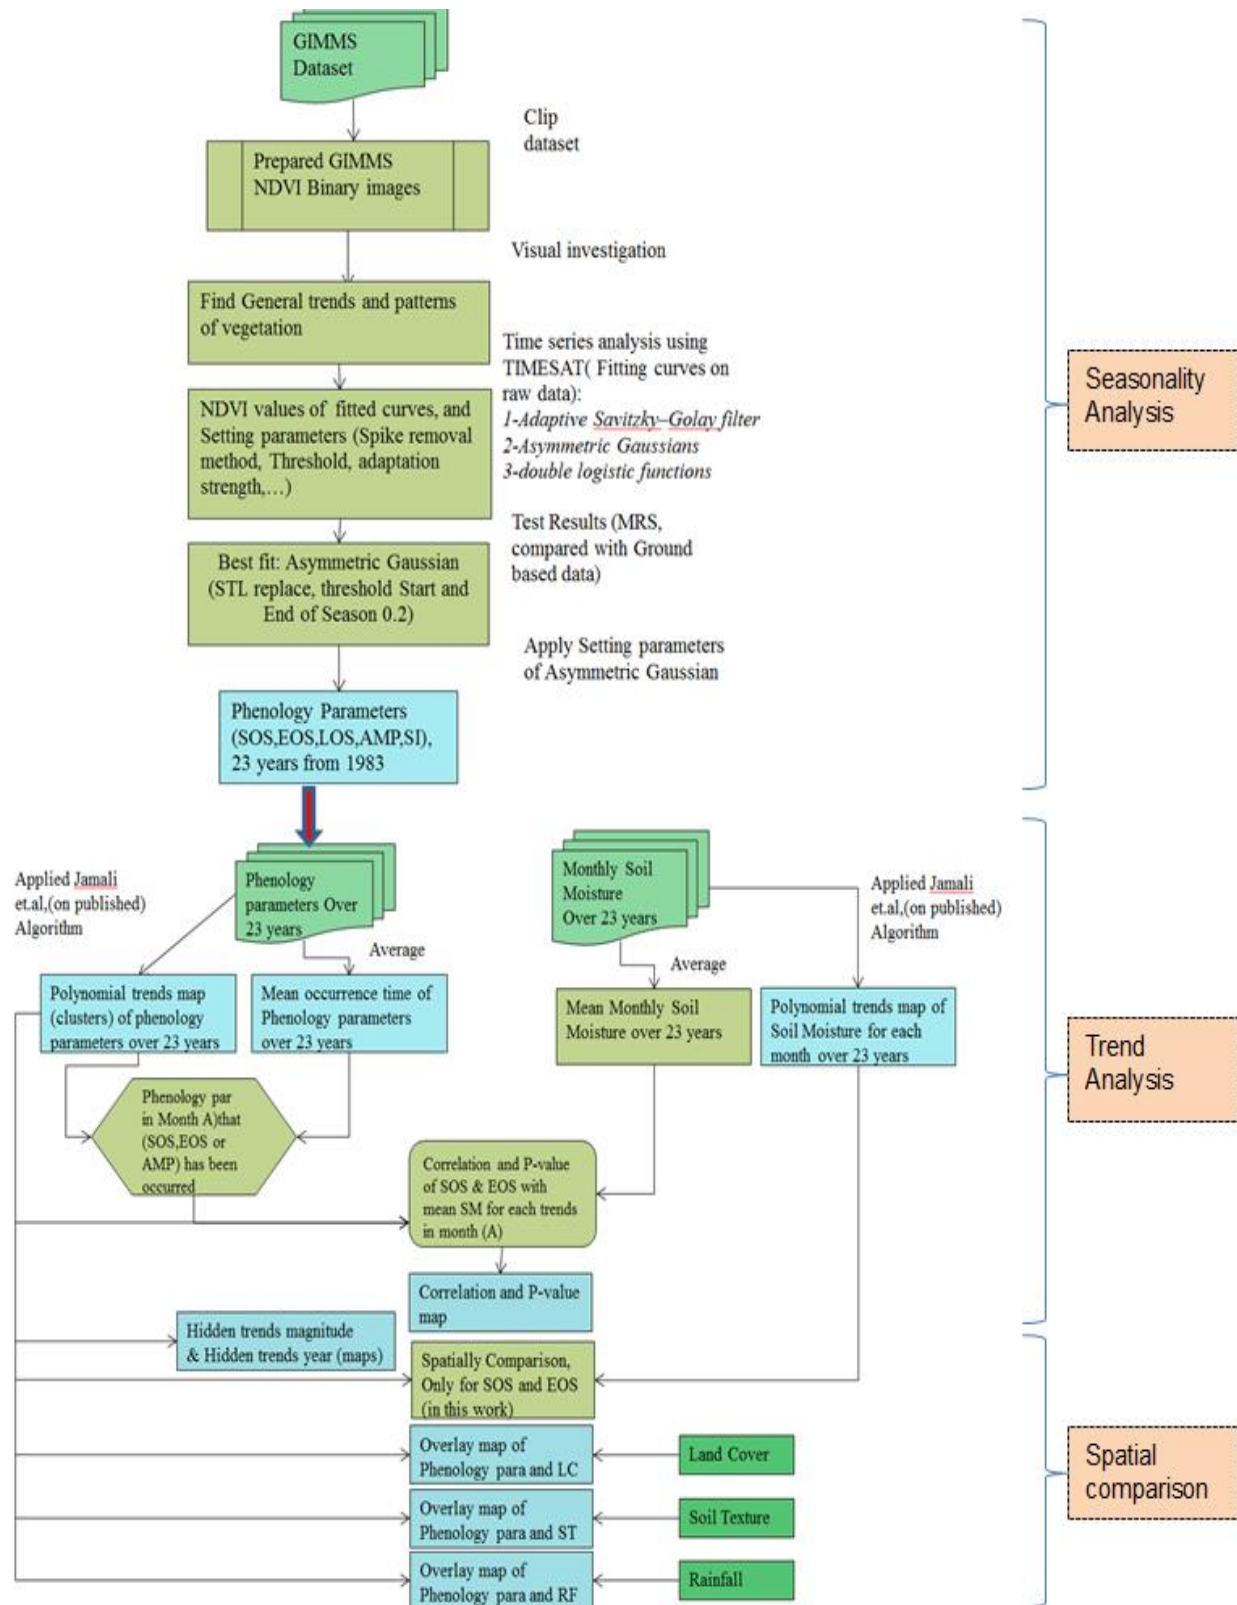 GIMMS
Dataset
Clip
dataset
Prepared GIMMS
NDVI Binary images
Visual investigation
Find General trends and patterns
of vegetation
Time series analysis using
TIMESAT( Fitting curves on
raw data):
1-Adaptive Savitzky–Golay filter
2-Asymmetric Gaussians
3-double logistic functions
NDVI values of fitted curves, and
Setting parameters (Spike removal
method, Threshold, adaptation
strength,…)
Test Results (MRS,
compared with Ground
based data)
Best fit: Asymmetric Gaussian
(STL replace, threshold Start and
End of Season 0.2)
Apply Setting parameters
of Asymmetric Gaussian
Phenology Parameters
(SOS,EOS,LOS,AMP,SI),
23 years from 1983
Seasonality
Analysis
Applied Jamali
et.al,(on published)
Algorithm
Phenology
parameters Over
23 years
Average
Monthly Soil
Moisture
Over 23 years
Average
Applied Jamali
et.al,(on published)
Algorithm
Polynomial trends map
(clusters) of phenology
parameters over 23 years
Mean occurrence time of
Phenology parameters
over 23 years
Mean Monthly Soil
Moisture over 23 years
Polynomial trends map of
Soil Moisture for each
month over 23 years
Phenology par
in Month A)that
(SOS,EOS or
AMP) has been
occurred
Correlation and P-value
of SOS & EOS with
mean SM for each trends
in month (A)
Correlation and P-value
map
Trend
Analysis
Hidden trends magnitude
& Hidden trends year (maps)
Spatially Comparison,
Only for SOS and EOS
(in this work)
Overlay map of
Phenology para and LC
Land Cover
Overlay map of
Phenology para and ST
Soil Texture
Overlay map of
Phenology para and RF
Rainfall
Spatial
comparison